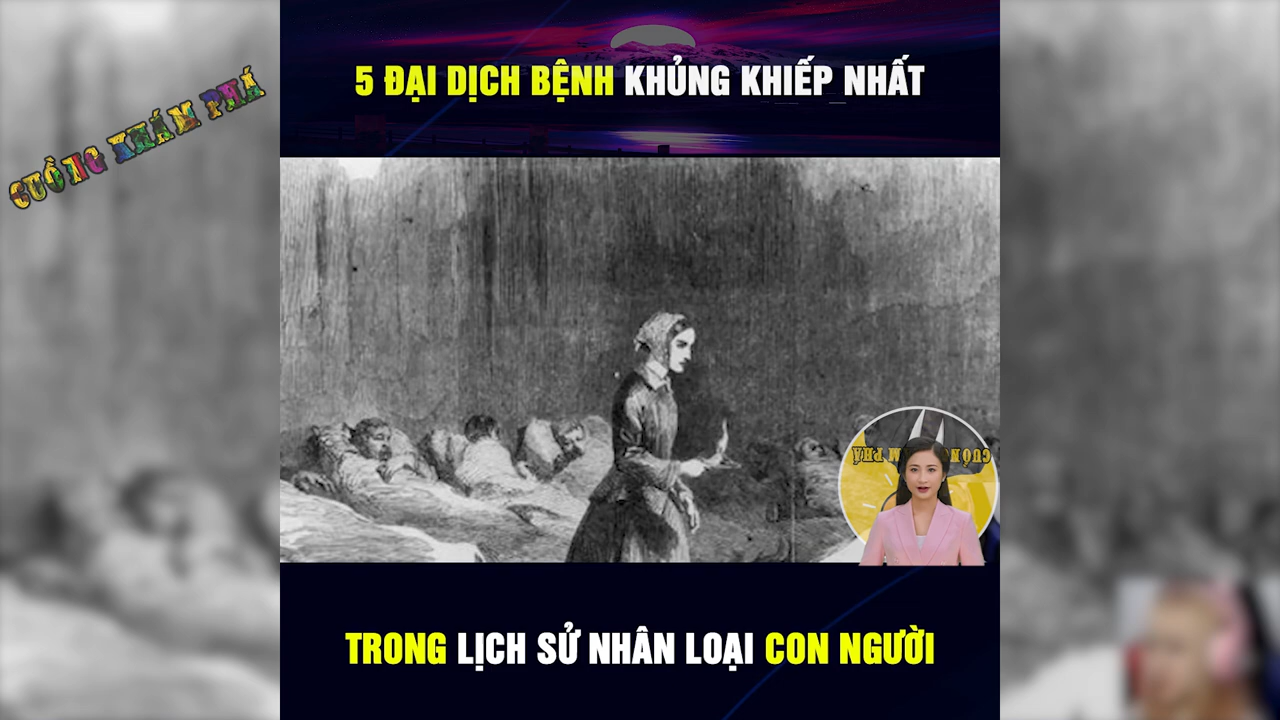 5 ĐẠI DỊCH BỆNH KHỦNG KHIẾP NHẤT
CUỒNG KHÁM PHÁ
TRONG LỊCH SỬ NHÂN LOẠI CON NGƯỜI